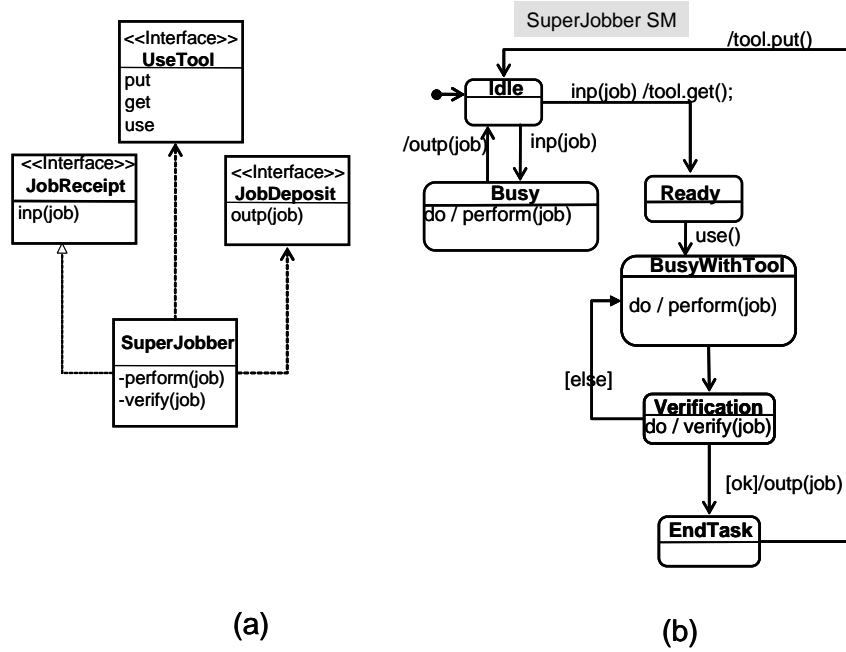 <<Interface>>
UseTool
put
get
use
<<Interface>>
JobReceipt
inp(job)
<<Interface>>
JobDeposit
outp(job)
SuperJobber
-perform(job)
-verify(job)
(a)
SuperJobber SM
/tool.put()
Idle
inp(job) /tool.get();
/outp(job)
inp(job)
Busy
do / perform(job)
Ready
use()
BusyWithTool
do / perform(job)
[else]
Verification
do / verify(job)
[ok]/outp(job)
EndTask
(b)